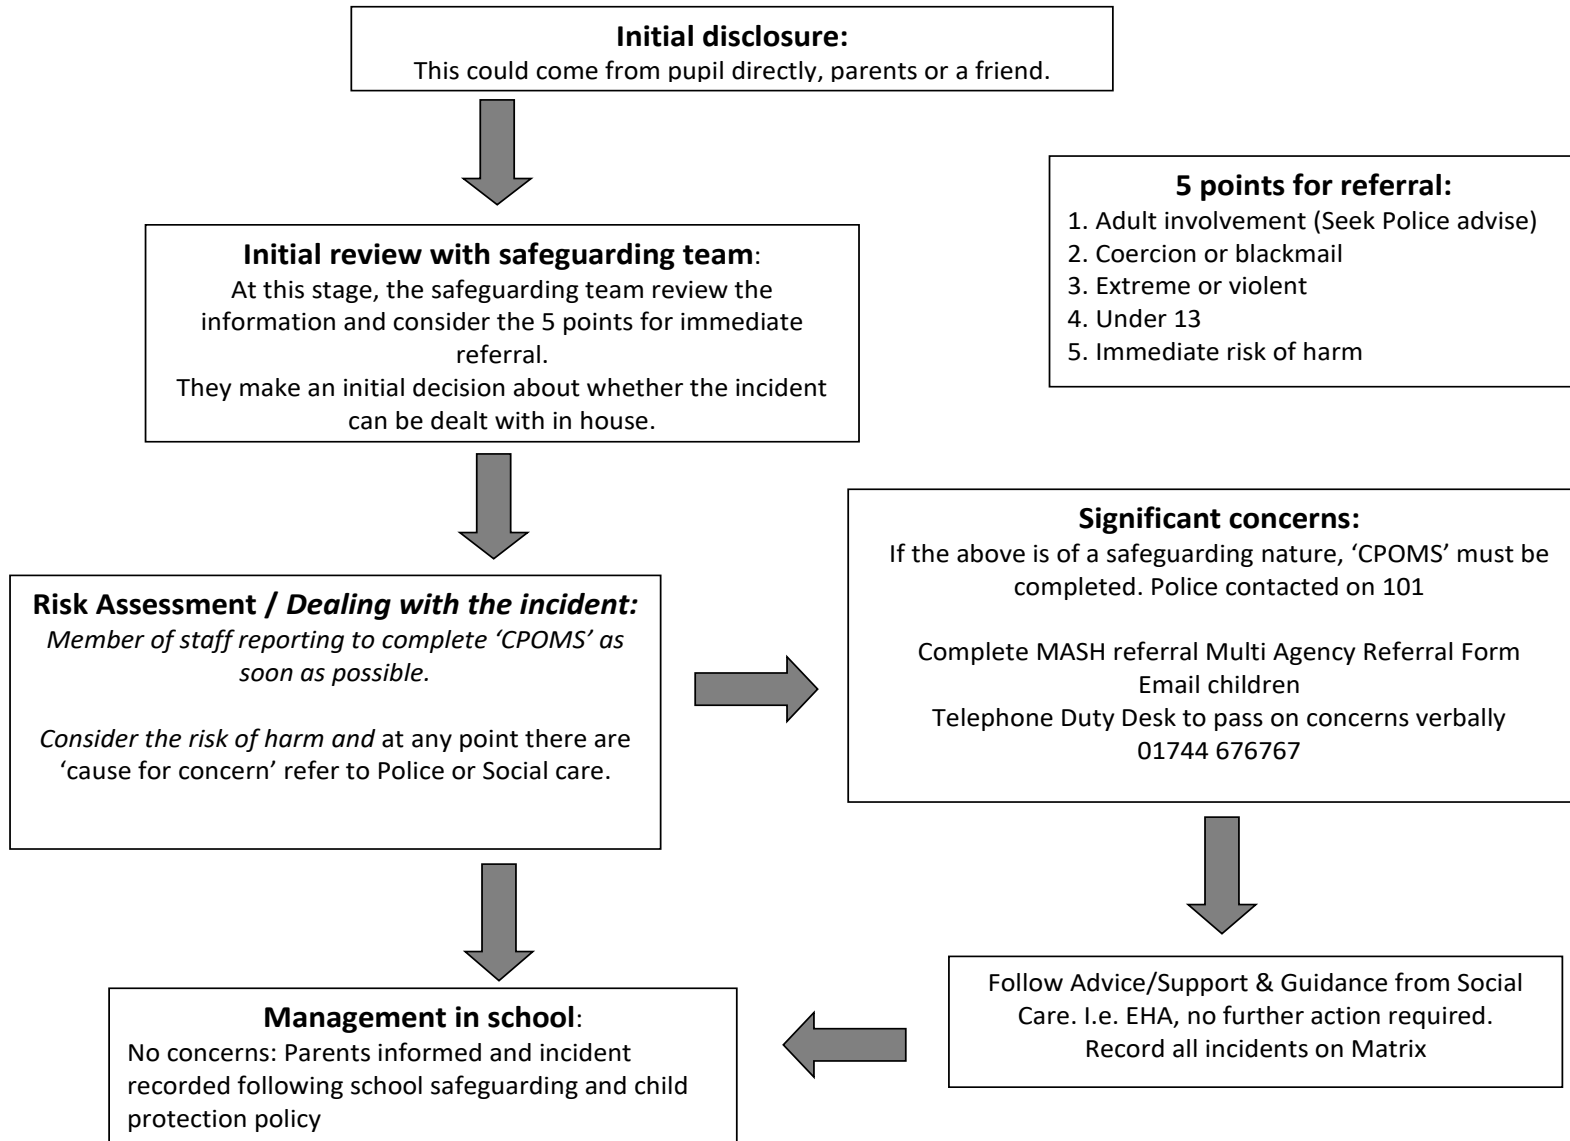 Initial disclosure:
This could come from pupil directly, parents or a friend.
5 points for referral:
1. Adult involvement (Seek Police advise)
2. Coercion or blackmail
3. Extreme or violent
4. Under 13
5. Immediate risk of harm
Initial review with safeguarding team:
At this stage, the safeguarding team review the
information and consider the 5 points for immediate
referral.
They make an initial decision about whether the incident
can be dealt with in house.
Risk Assessment / Dealing with the incident:
Member of staff reporting to complete ‘CPOMS’ as
soon as possible.
Consider the risk of harm and at any point there are
‘cause for concern’ refer to Police or Social care.
Significant concerns:
If the above is of a safeguarding nature, ‘CPOMS’ must be
completed. Police contacted on 101
Complete MASH referral Multi Agency Referral Form
Email children
Telephone Duty Desk to pass on concerns verbally
01744 676767
Follow Advice/Support & Guidance from Social
Care. I.e. EHA, no further action required.
Record all incidents on Matrix
Management in school:
No concerns: Parents informed and incident
recorded following school safeguarding and child
protection policy